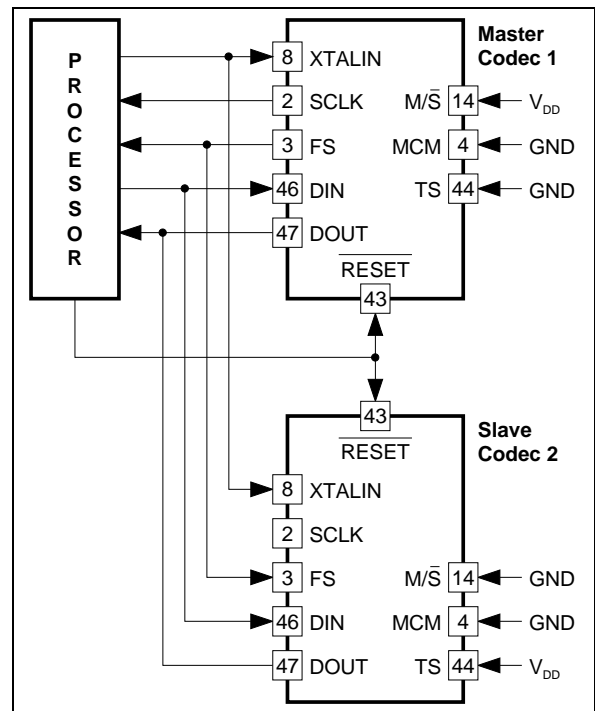 PROCESSOR
Master
Codec 1
8 XTALIN
2 SCLK M/S̅ 14 V_DD
3 FS MCM 4 GND
46 DIN TS 44 GND
47 DOUT
R̅E̅S̅E̅T̅
43
43
R̅E̅S̅E̅T̅
Slave
Codec 2
8 XTALIN
2 SCLK
3 FS M/S̅ 14 GND
46 DIN MCM 4 GND
47 DOUT TS 44 V_DD